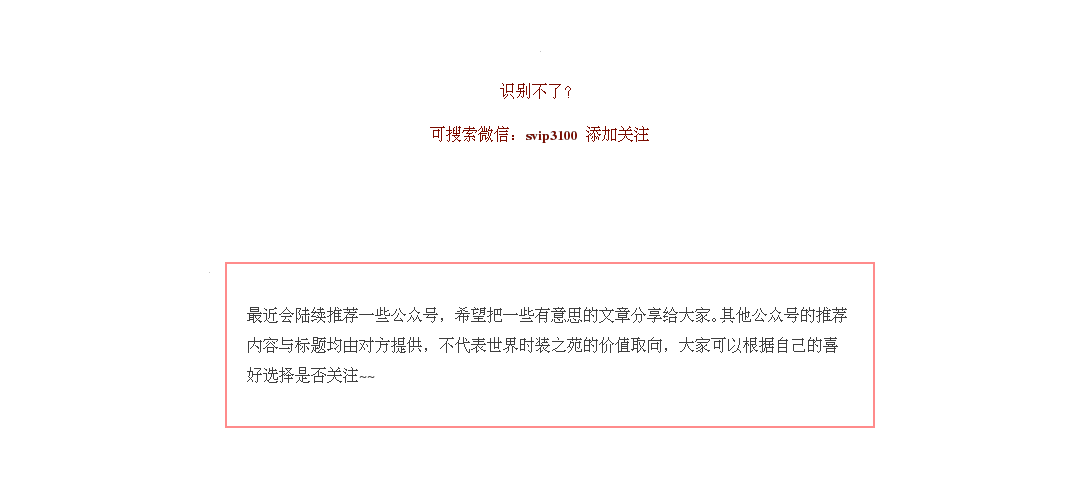 识别不了?
可搜索微信：svip3100 添加关注
最近会陆续推荐一些公众号，希望把一些有意思的文章分享给大家。其他公众号的推荐
内容与标题均由对方提供，不代表世界时装之苑的价值取向，大家可以根据自己的喜
好选择是否关注~~